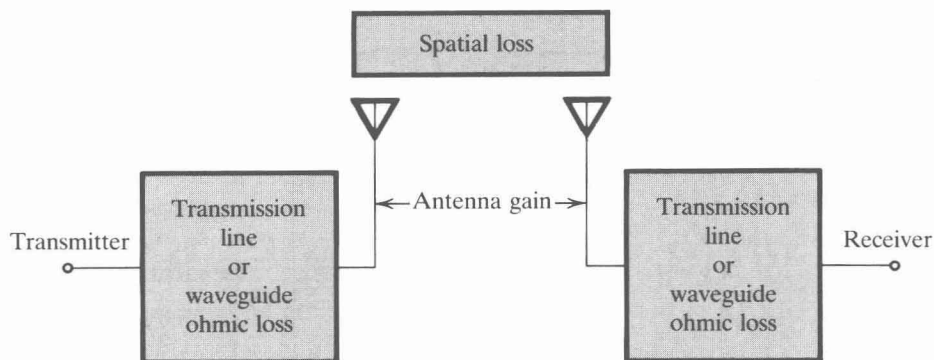 Spatial loss
Antenna gain
Transmitter
Transmission
line
or
waveguide
ohmic loss
Transmission
line
or
waveguide
ohmic loss
Receiver